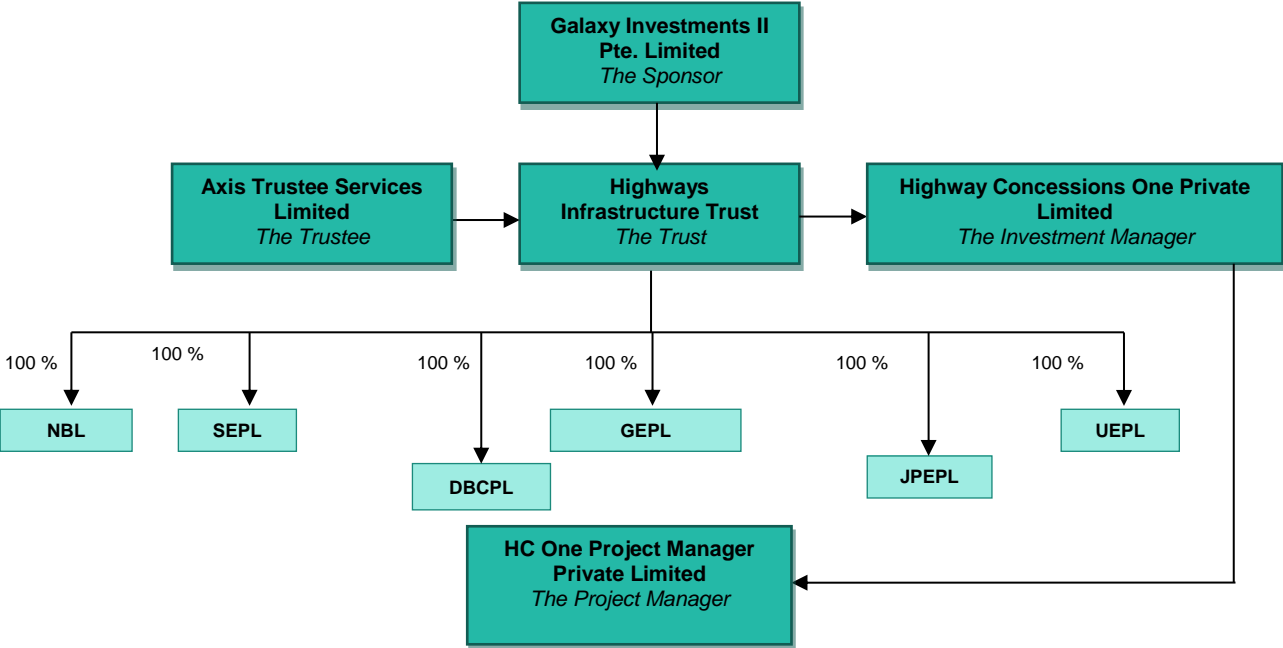 Galaxy Investments II
Pte. Limited
The Sponsor
Axis Trustee Services
Limited
The Trustee
Highways
Infrastructure Trust
The Trust
Highway Concessions One Private
Limited
The Investment Manager
100 %
100 %
100 %
100 %
100 %
100 %
NBL
SEPL
DBCPL
GEPL
JPEPL
UEPL
HC One Project Manager
Private Limited
The Project Manager